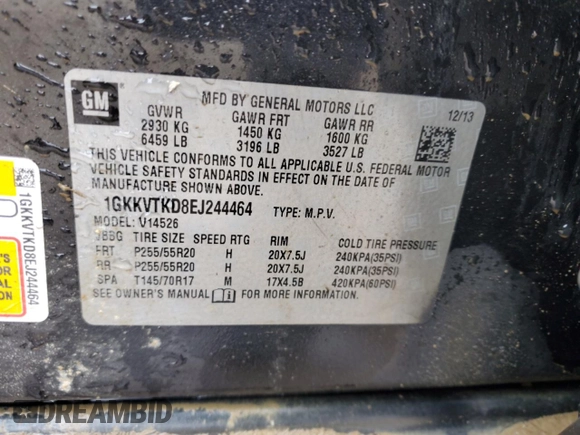 GM
MFD BY GENERAL MOTORS LLC
12/13
GVWR GAWR FRT GAWR RR
2930 KG 1450 KG 1600 KG
6459 LB 3196 LB 3527 LB
THIS VEHICLE CONFORMS TO ALL APPLICABLE U.S. FEDERAL MOTOR
VEHICLE SAFETY STANDARDS IN EFFECT ON THE DATE OF
MANUFACTURE SHOWN ABOVE.
1GKKVTKD8EJ244464 TYPE: M.P.V.
MODEL: V14526
TIRE SIZE SPEED RTG RIM COLD TIRE PRESSURE
FRT P255/55R20 H 20X7.5J 240KPA(35PSI)
RR P255/55R20 H 20X7.5J 240KPA(35PSI)
SPA T145/70R17 M 17X4.5B 420KPA(60PSI)
SEE OWNER'S MANUAL FOR MORE INFORMATION.
1GKKVTKD8EJ244464
DREAMBID